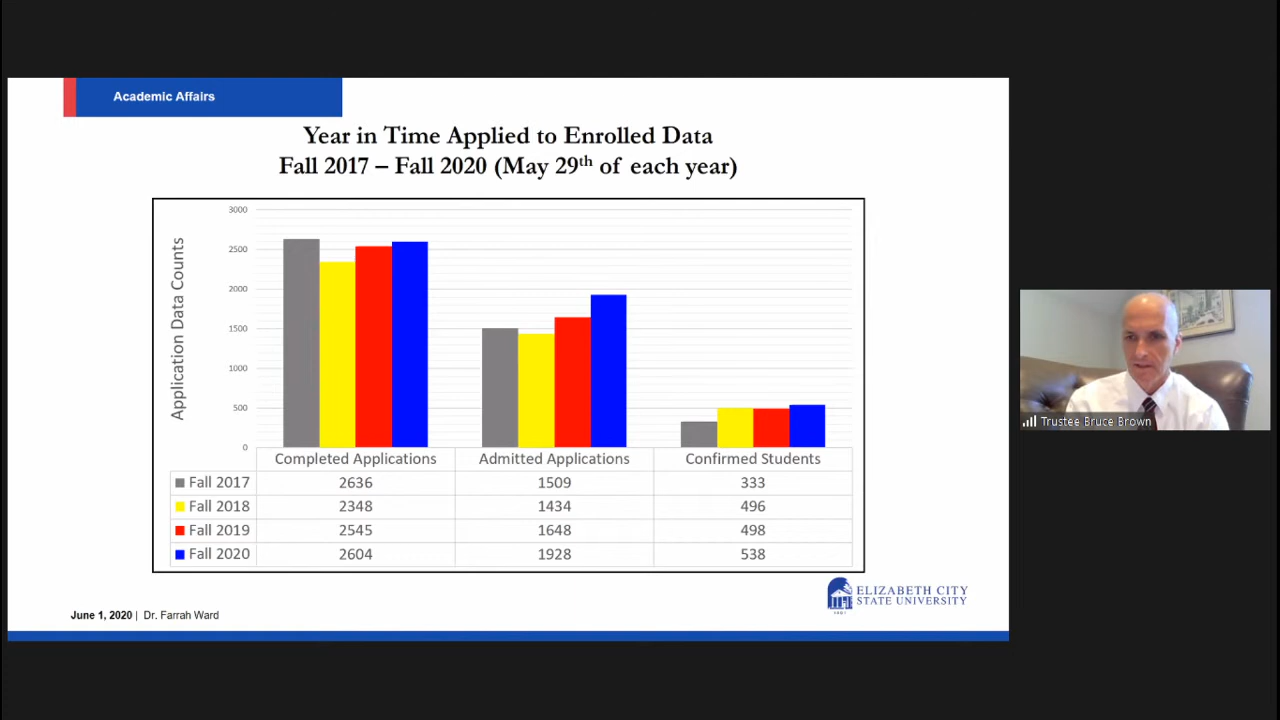 Academic Affairs
Year in Time Applied to Enrolled Data
Fall 2017 – Fall 2020 (May 29th of each year)
Application Data Counts
3000
2500
2000
1500
1000
500
0
Completed Applications Admitted Applications Confirmed Students
Fall 2017 2636 1509 333
Fall 2018 2348 1434 496
Fall 2019 2545 1648 498
Fall 2020 2604 1928 538
ELIZABETH CITY
STATE UNIVERSITY
June 1, 2020 | Dr. Farrah Ward
Trustee Bruce Brown